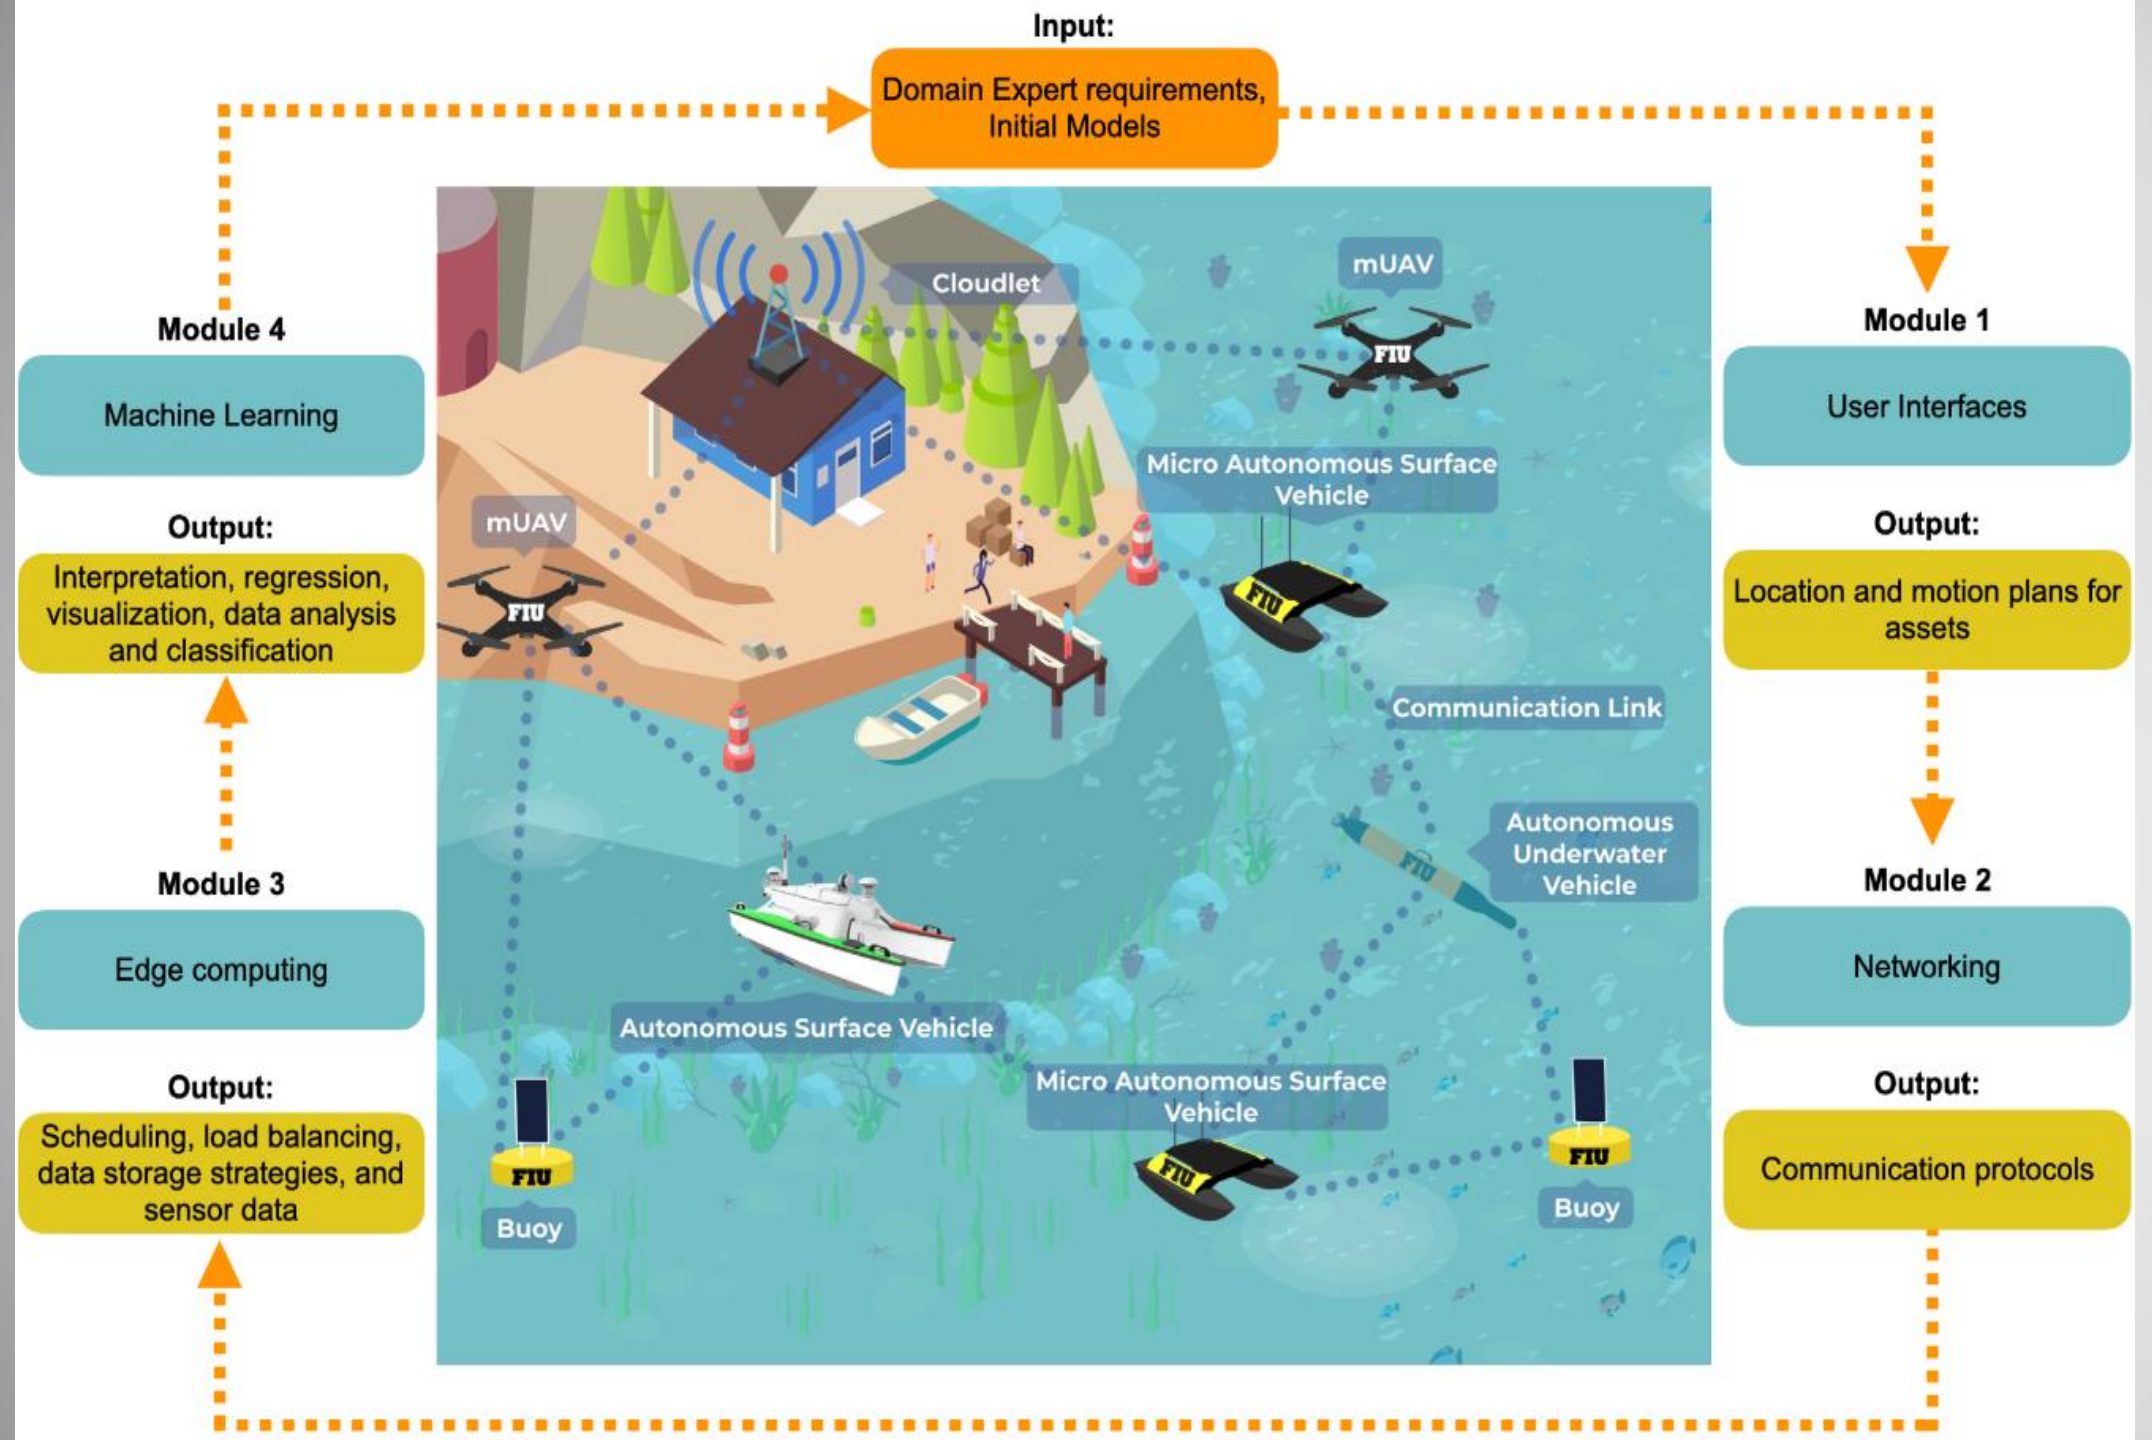 Input:
Domain Expert requirements,
Initial Models
Module 4
Machine Learning
Output:
Interpretation, regression,
visualization, data analysis
and classification
Module 3
Edge computing
Output:
Scheduling, load balancing,
data storage strategies, and
sensor data
Cloudlet
mUAV
FIU
Micro Autonomous Surface
Vehicle
FIU
mUAV
FIU
Communication Link
Autonomous
Underwater
Vehicle
FIU
Autonomous Surface Vehicle
Micro Autonomous Surface
Vehicle
FIU
FIU
Buoy
FIU
Buoy
Module 1
User Interfaces
Output:
Location and motion plans for
assets
Module 2
Networking
Output:
Communication protocols